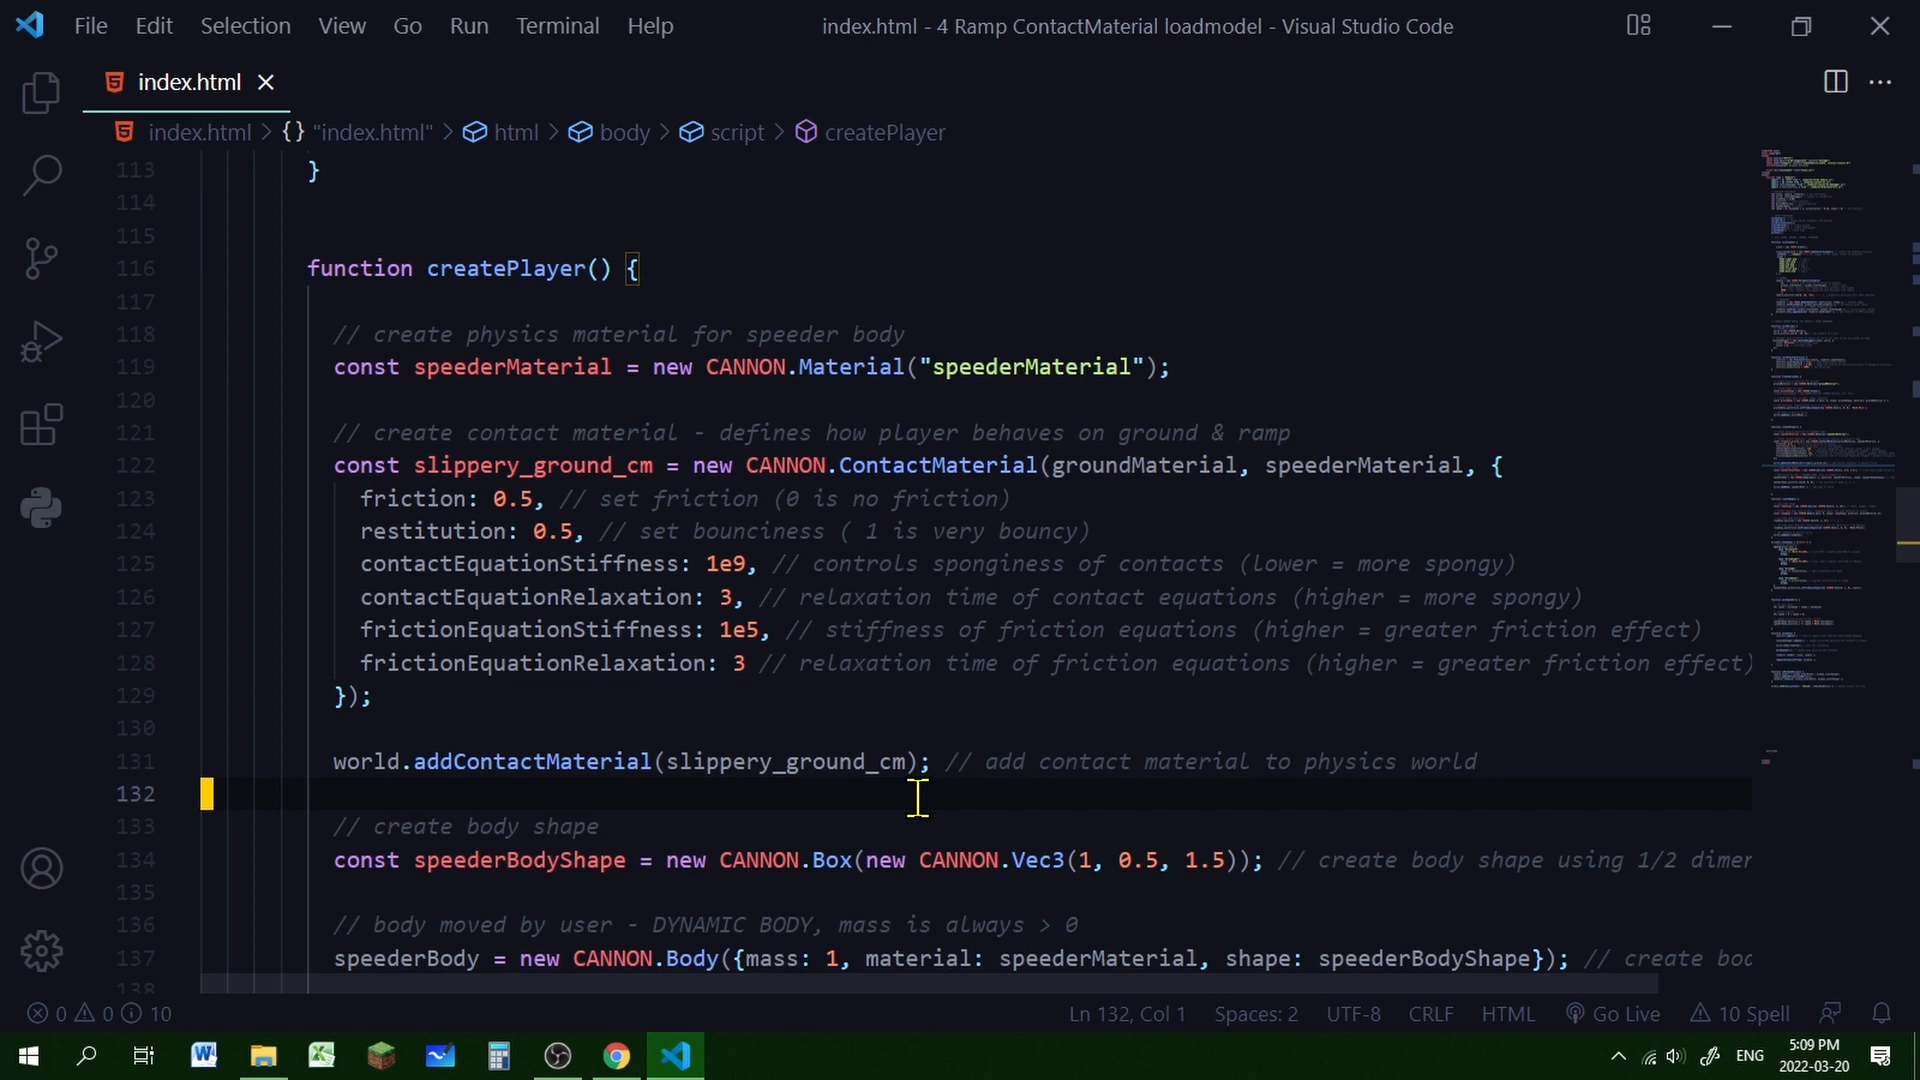 File Edit Selection View Go Run Terminal Help
index.html - 4 Ramp ContactMaterial loadmodel - Visual Studio Code
index.html
index.html > {} "index.html" > html > body > script > createPlayer
113 }
114
115
116 function createPlayer() {
117
118 // create physics material for speeder body
119 const speederMaterial = new CANNON.Material("speederMaterial");
120
121 // create contact material - defines how player behaves on ground & ramp
122 const slippery_ground_cm = new CANNON.ContactMaterial(groundMaterial, speederMaterial, {
123 friction: 0.5, // set friction (0 is no friction)
124 restitution: 0.5, // set bounciness ( 1 is very bouncy)
125 contactEquationStiffness: 1e9, // controls sponginess of contacts (lower = more spongy)
126 contactEquationRelaxation: 3, // relaxation time of contact equations (higher = more spongy)
127 frictionEquationStiffness: 1e5, // stiffness of friction equations (higher = greater friction effect)
128 frictionEquationRelaxation: 3 // relaxation time of friction equations (higher = greater friction effect)
129 });
130
131 world.addContactMaterial(slippery_ground_cm); // add contact material to physics world
132
133 // create body shape
134 const speederBodyShape = new CANNON.Box(new CANNON.Vec3(1, 0.5, 1.5)); // create body shape using 1/2 dimer
135
136 // body moved by user - DYNAMIC BODY, mass is always > 0
137 speederBody = new CANNON.Body({mass: 1, material: speederMaterial, shape: speederBodyShape}); // create boc
138
0 0 10
Ln 132, Col 1 Spaces: 2 UTF-8 CRLF HTML Go Live 10 Spell
ENG
5:09 PM
2022-03-20